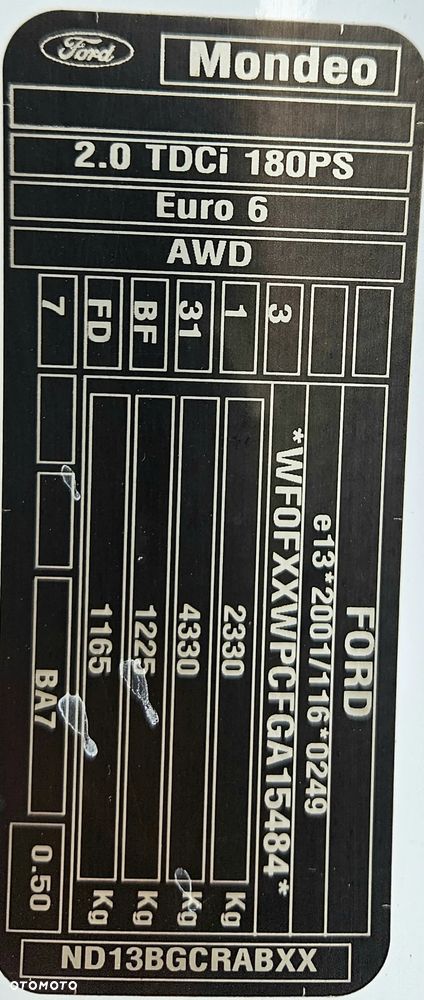 Ford
Mondeo
2.0 TDCi 180PS
Euro 6
AWD
FORD
e13*2001/116*0249
*WF0FXXWPCFGA15484*
3
1 2330 Kg
31 4330 Kg
BF 1225 Kg
FD 1165 Kg
7 BA7 0.50
ND13BGCRABXX
OTOMOTO